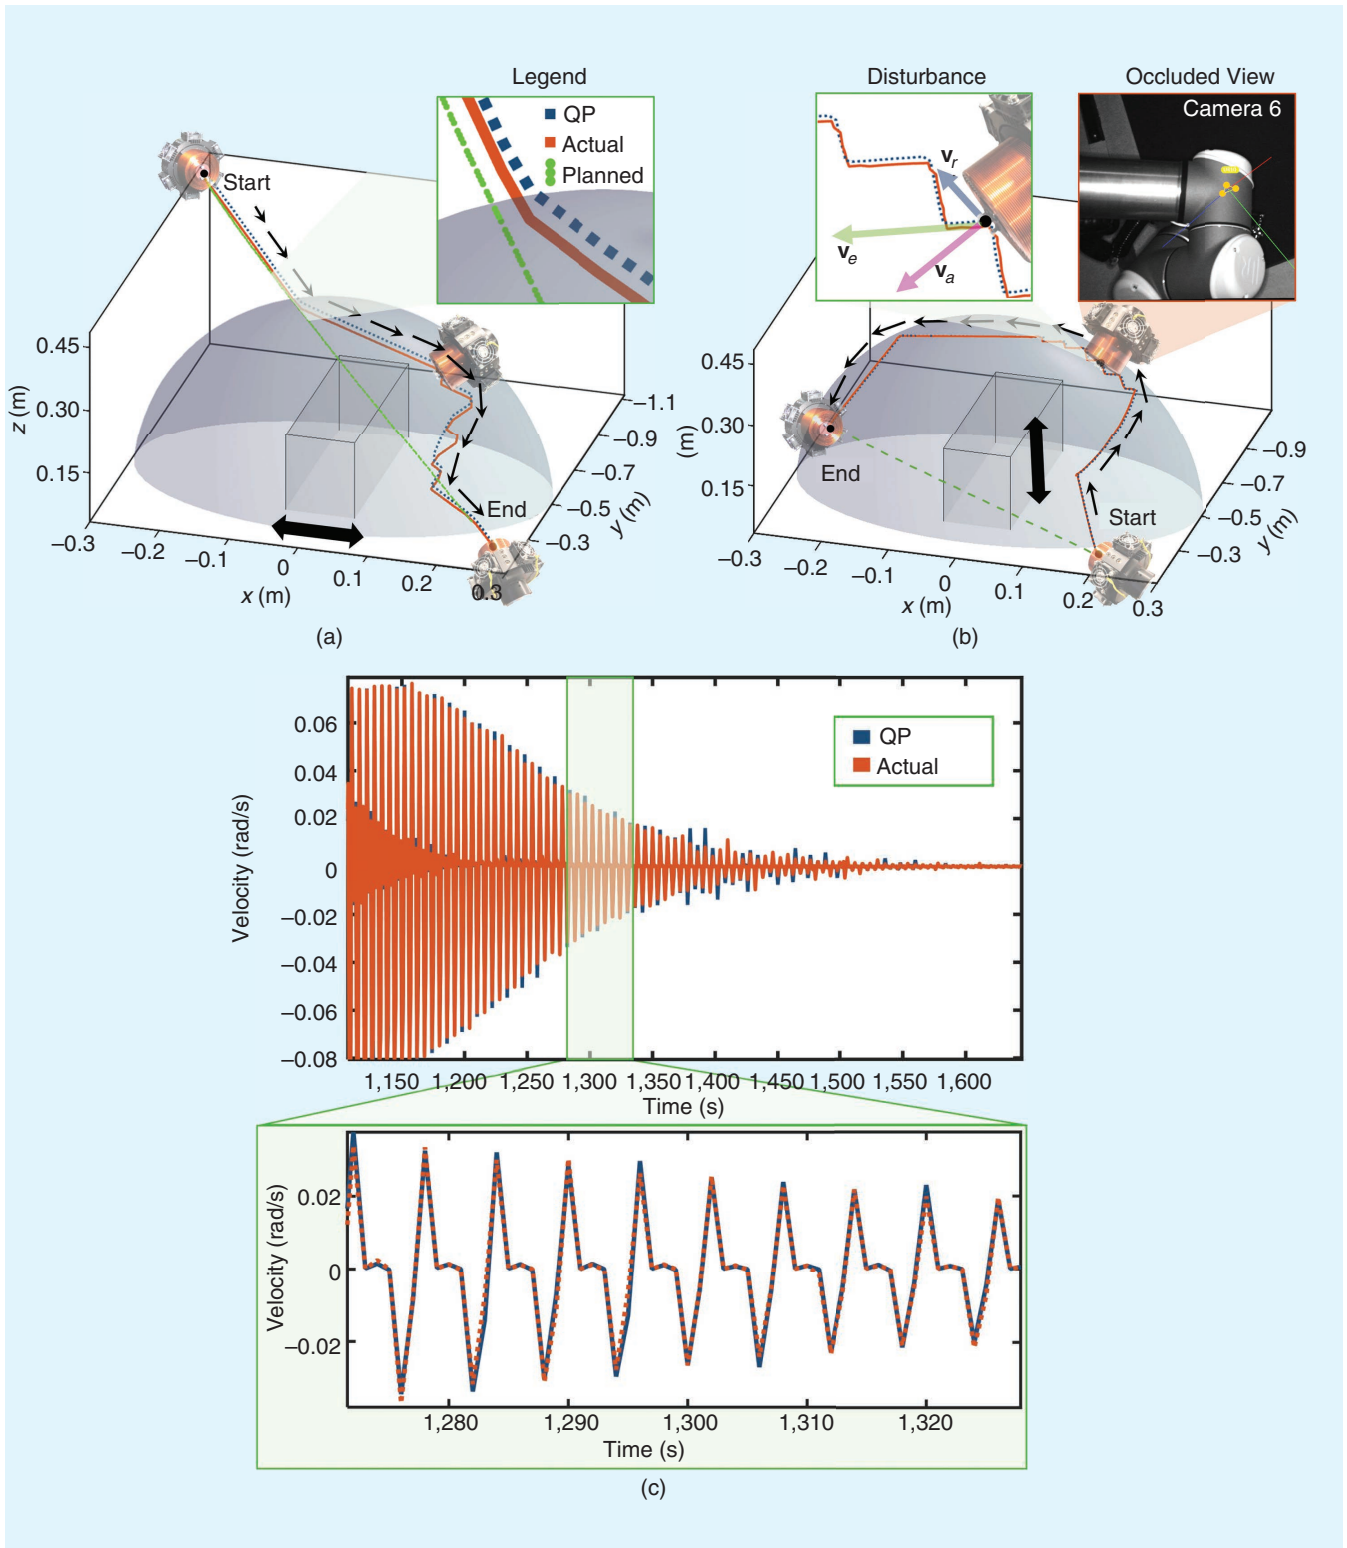 Legend
QP
Actual
Planned
Start
End
0.45
0.30
0.15
z (m)
–0.3
–0.2
–0.1
0
0.1
0.2
0.3
x (m)
–1.1
–0.9
–0.7
–0.5
–0.3
y (m)
(a)
Disturbance
Occluded View
Camera 6
vr
ve
va
End
Start
0.45
0.30
0.15
(m)
–0.3
–0.2
–0.1
0
0.1
0.2
0.3
x (m)
–0.9
–0.7
–0.5
–0.3
y (m)
(b)
QP
Actual
0.06
0.04
0.02
0
–0.02
–0.04
–0.06
–0.08
Velocity (rad/s)
1,150 1,200 1,250 1,300 1,350 1,400 1,450 1,500 1,550 1,600
Time (s)
0.02
0
–0.02
Velocity (rad/s)
1,280 1,290 1,300 1,310 1,320
Time (s)
(c)